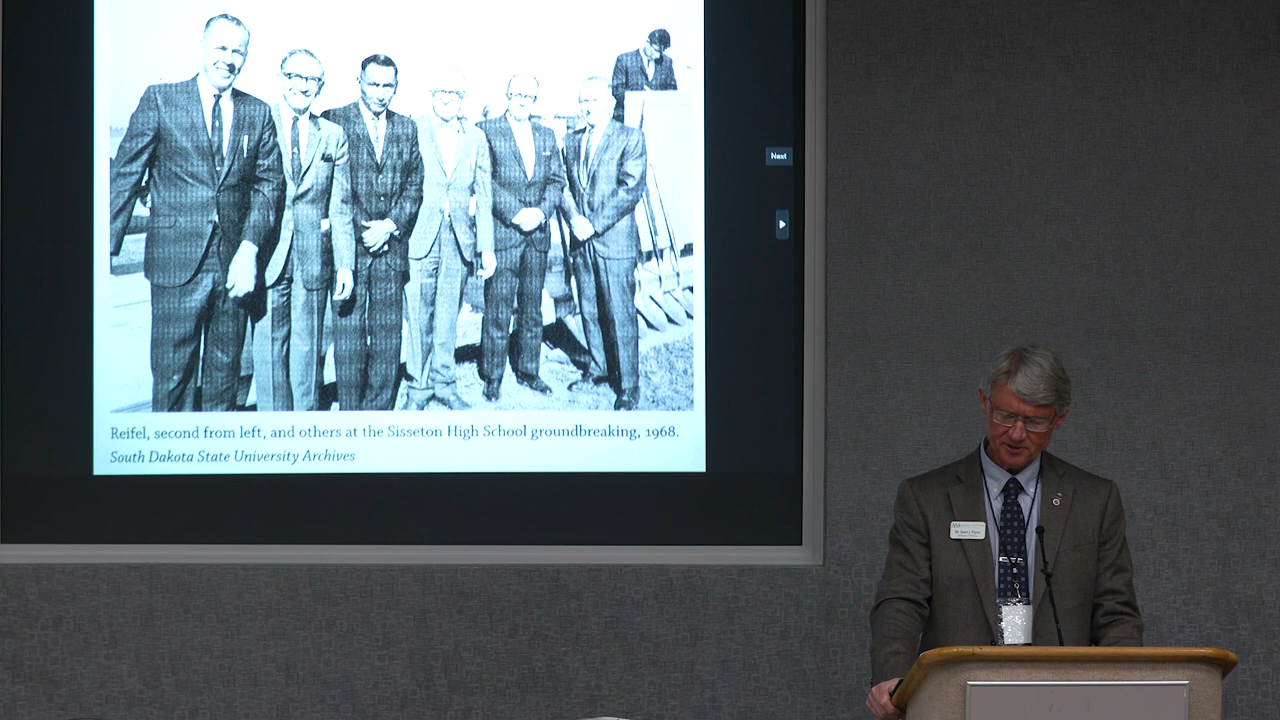 Next
Reifel, second from left, and others at the Sisseton High School groundbreaking, 1968.
South Dakota State University Archives